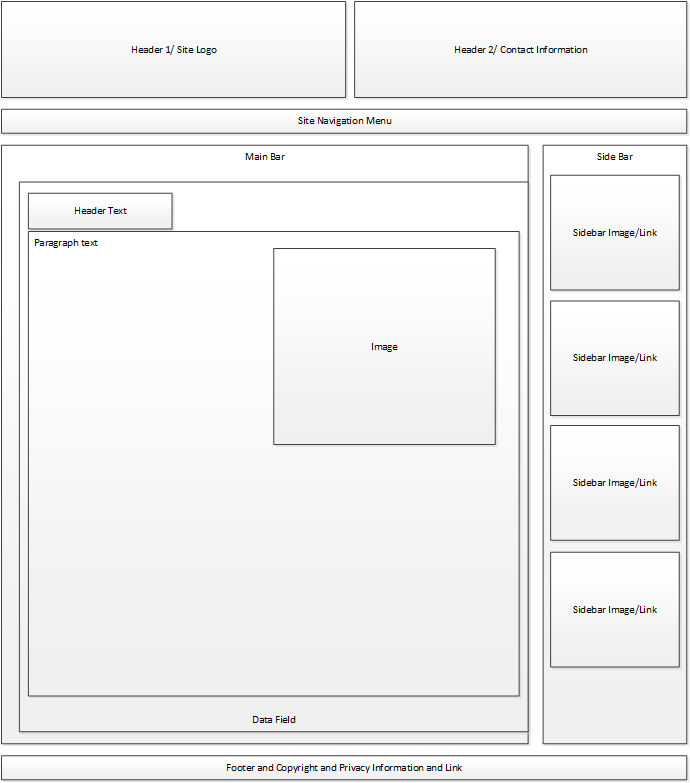 Header 1/ Site Logo
Header 2/ Contact Information
Site Navigation Menu
Main Bar
Header Text
Paragraph text
Image
Data Field
Side Bar
Sidebar Image/Link
Sidebar Image/Link
Sidebar Image/Link
Sidebar Image/Link
Footer and Copyright and Privacy Information and Link